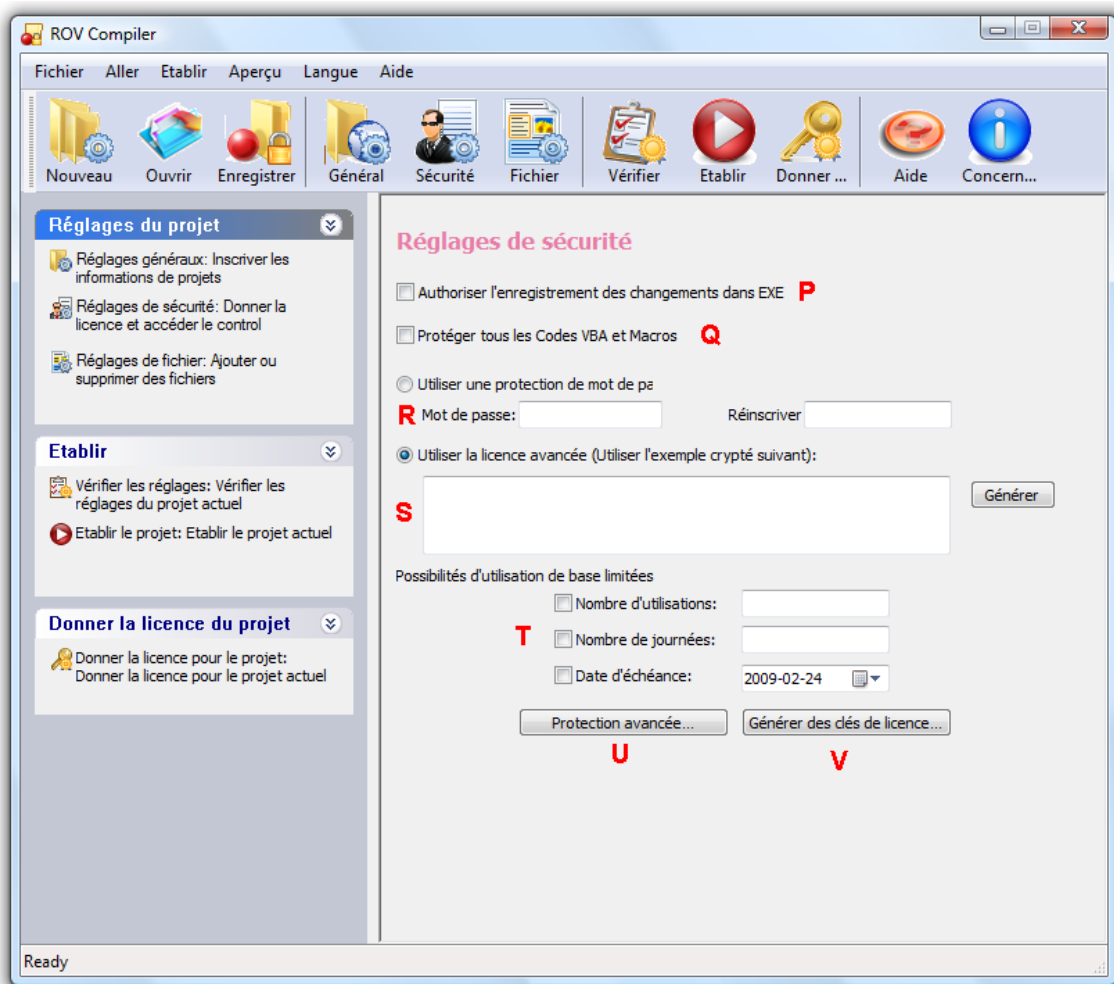 ROV Compiler
Fichier Aller Etablir Aperçu Langue Aide
Nouveau Ouvrir Enregistrer Général Sécurité Fichier Vérifier Etablir Donner ... Aide Concern...
Réglages du projet
Réglages généraux: Inscriver les
informations de projets
Réglages de sécurité: Donner la
licence et accéder le control
Réglages de fichier: Ajouter ou
supprimer des fichiers
Etablir
Vérifier les réglages: Vérifier les
réglages du projet actuel
Etablir le projet: Etablir le projet actuel
Donner la licence du projet
Donner la licence pour le projet:
Donner la licence pour le projet actuel
Réglages de sécurité
Authoriser l'enregistrement des changements dans EXE P
Protéger tous les Codes VBA et Macros Q
Utiliser une protection de mot de pa
R Mot de passe: Réinscriver
Utiliser la licence avancée (Utiliser l'exemple crypté suivant):
S Générer
Possibilités d'utilisation de base limitées
Nombre d'utilisations:
T Nombre de journées:
Date d'échéance: 2009-02-24
Protection avancée... Générer des clés de licence...
U V
Ready